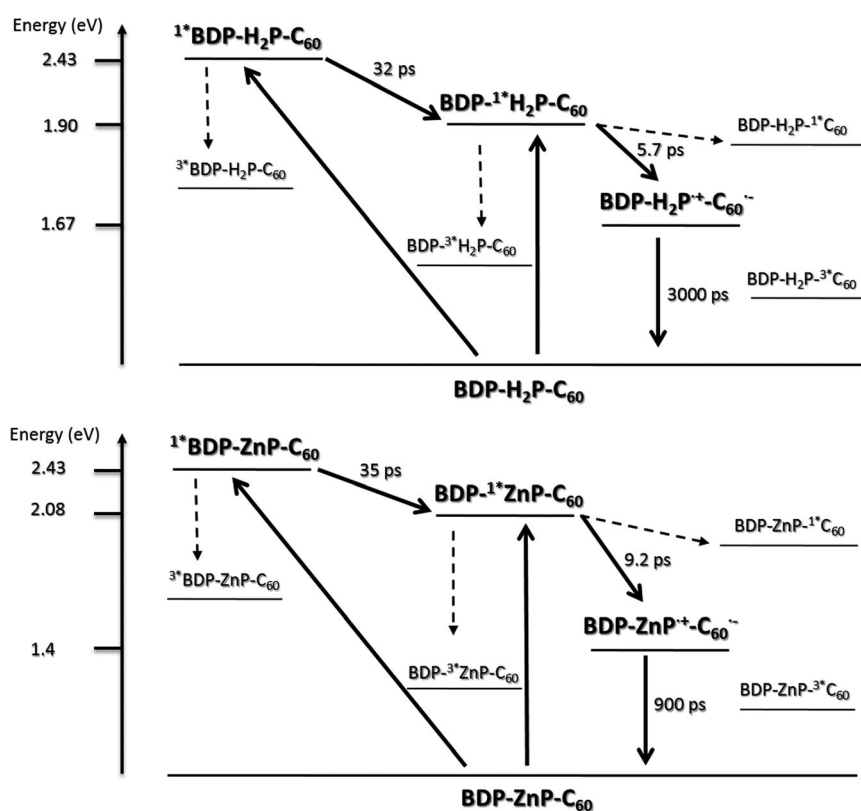 Energy (eV)
¹*BDP-H₂P-C₆₀
2.43
32 ps
BDP-¹*H₂P-C₆₀
1.90
BDP-H₂P-¹*C₆₀
5.7 ps
³*BDP-H₂P-C₆₀
BDP-H₂P·⁺-C₆₀·⁻
1.67
BDP-³*H₂P-C₆₀
BDP-H₂P-³*C₆₀
3000 ps
BDP-H₂P-C₆₀
Energy (eV)
¹*BDP-ZnP-C₆₀
2.43
35 ps
BDP-¹*ZnP-C₆₀
2.08
BDP-ZnP-¹*C₆₀
9.2 ps
³*BDP-ZnP-C₆₀
BDP-ZnP·⁺-C₆₀·⁻
1.4
BDP-³*ZnP-C₆₀
BDP-ZnP-³*C₆₀
900 ps
BDP-ZnP-C₆₀